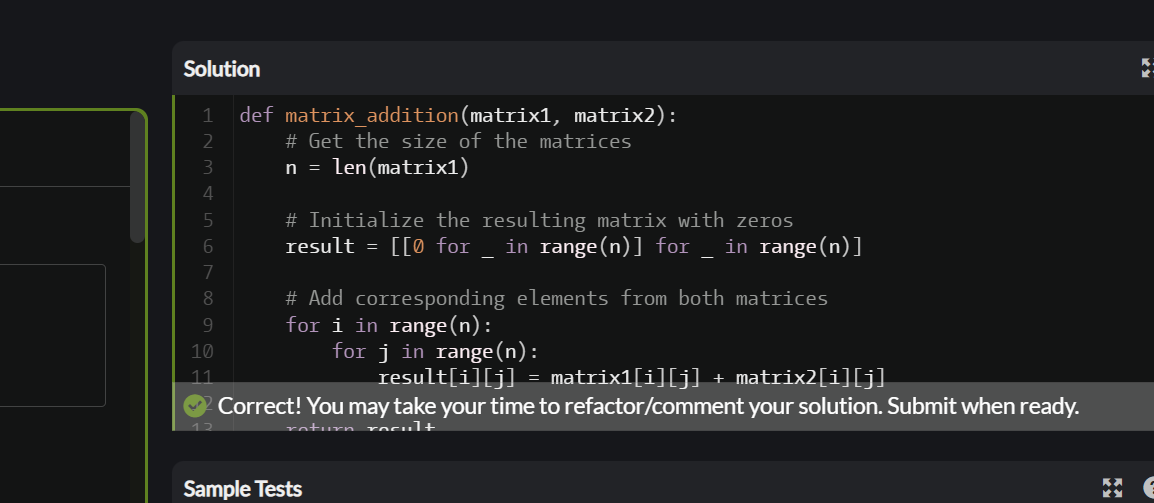 Solution
1 def matrix_addition(matrix1, matrix2):
2     # Get the size of the matrices
3     n = len(matrix1)
4
5     # Initialize the resulting matrix with zeros
6     result = [[0 for _ in range(n)] for _ in range(n)]
7
8     # Add corresponding elements from both matrices
9     for i in range(n):
10         for j in range(n):
11             result[i][j] = matrix1[i][j] + matrix2[i][j]
12
Correct! You may take your time to refactor/comment your solution. Submit when ready.
13     return result
Sample Tests